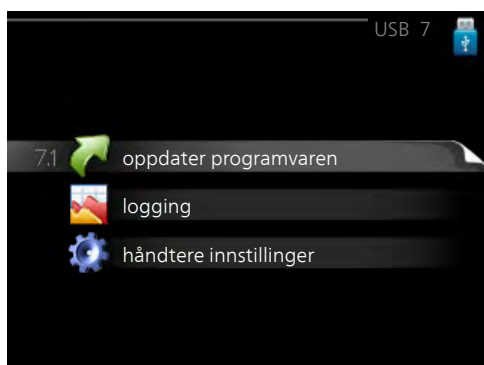 USB 7
7.1 oppdater programvaren
logging
håndtere innstillinger